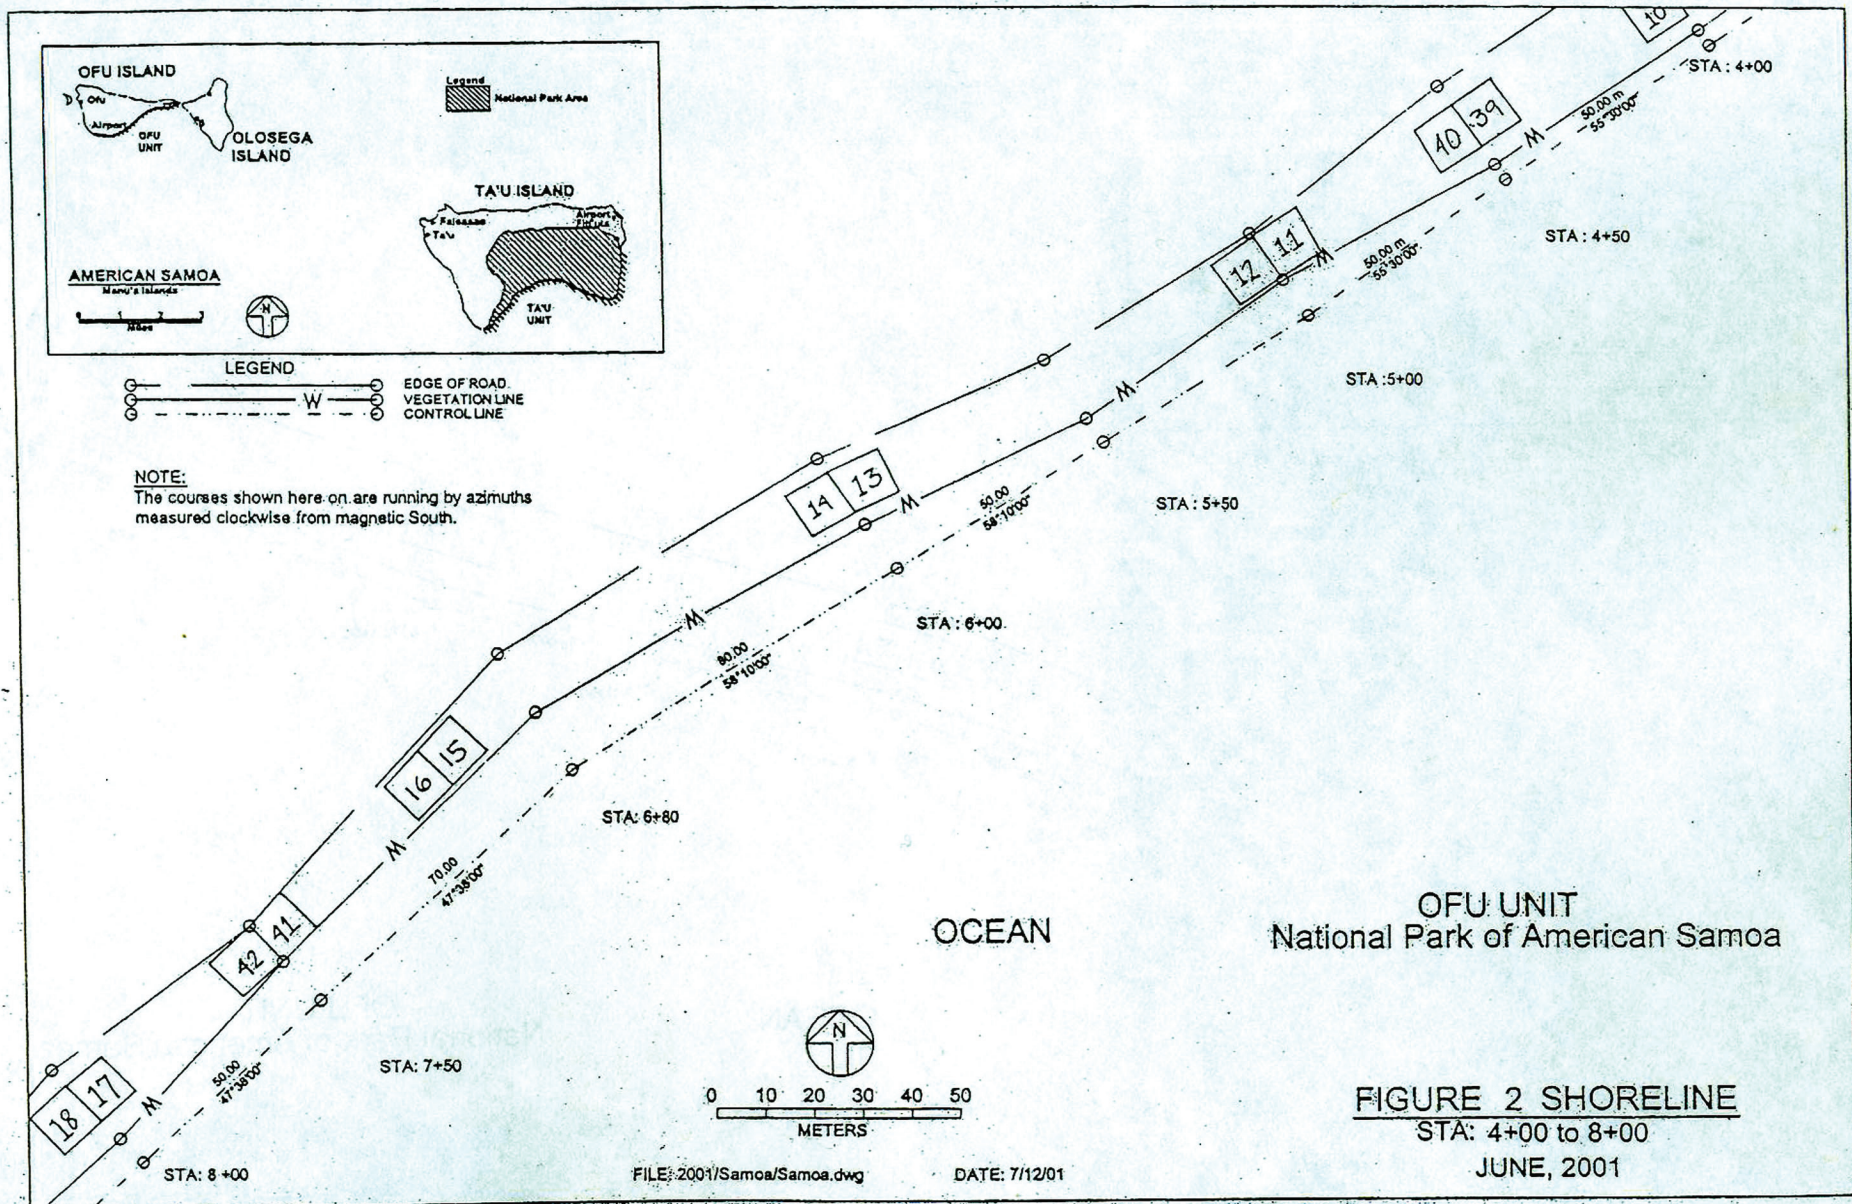 OFU ISLAND
Ofu
Airport
OFU
UNIT
OLOSEGA
ISLAND
Legend
National Park Area
TA'U ISLAND
Faleasao
Ta'u
Airport
Fiti'uta
TA'U
UNIT
AMERICAN SAMOA
Manu'a Islands
0 1 2 3
Miles
N
LEGEND
EDGE OF ROAD
W VEGETATION LINE
CONTROL LINE
NOTE:
The courses shown here on are running by azimuths
measured clockwise from magnetic South.
10
STA : 4+00
50.00 m
55°30'00"
40 39
W
STA : 4+50
50.00 m
55°30'00"
12 11
W
STA :5+00
W
STA : 5+50
50.00
58°10'00"
14 13
W
STA : 6+00
W
80.00
58°10'00"
16 15
STA: 6+80
W
70.00
47°38'00"
42 41
STA: 7+50
50.00
47°38'00"
18 17
W
STA: 8+00
OCEAN
OFU UNIT
National Park of American Samoa
N
0 10 20 30 40 50
METERS
FILE: 2001/Samoa/Samoa.dwg DATE: 7/12/01
FIGURE 2 SHORELINE
STA: 4+00 to 8+00
JUNE, 2001